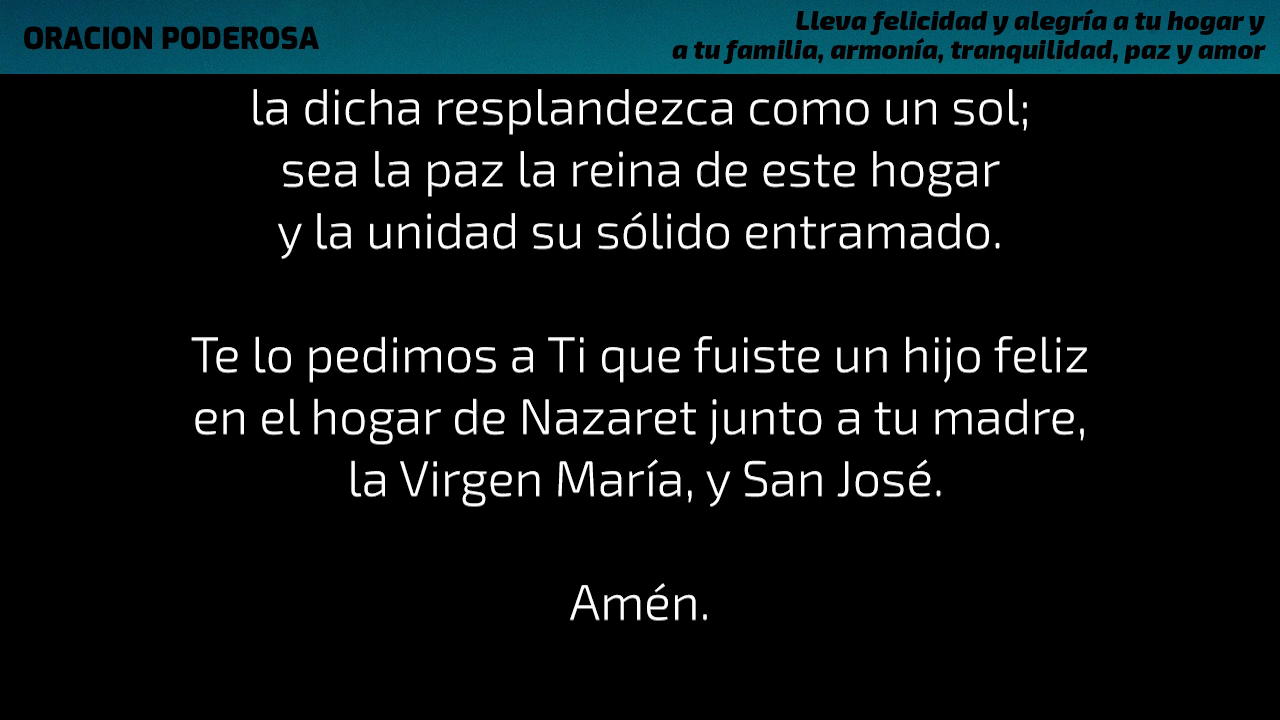 ORACION PODEROSA
Lleva felicidad y alegría a tu hogar y
a tu familia, armonía, tranquilidad, paz y amor
la dicha resplandezca como un sol;
sea la paz la reina de este hogar
y la unidad su sólido entramado.
Te lo pedimos a Ti que fuiste un hijo feliz
en el hogar de Nazaret junto a tu madre,
la Virgen María, y San José.
Amén.